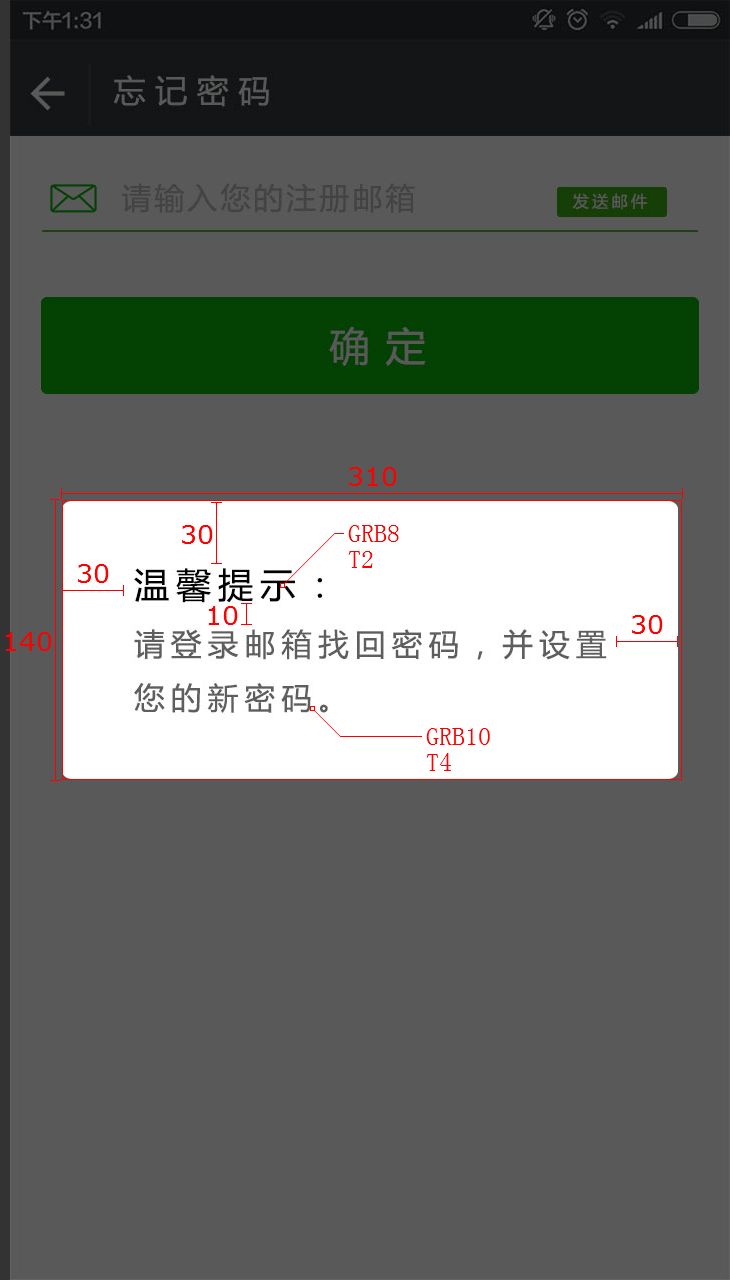 下午1:31
忘记密码
请输入您的注册邮箱
发送邮件
确定
310
30
GRB8
T2
30
温馨提示：
10
140
30
请登录邮箱找回密码，并设置
您的新密码。
GRB10
T4